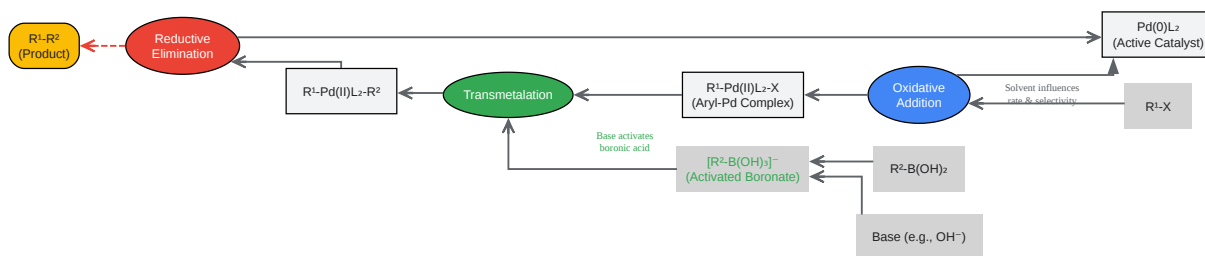 R¹-R²
(Product)
Reductive
Elimination
R¹-Pd(II)L₂-R²
Transmetalation
R¹-Pd(II)L₂-X
(Aryl-Pd Complex)
Oxidative
Addition
Pd(0)L₂
(Active Catalyst)
Solvent influences
rate & selectivity
R¹-X
Base activates
boronic acid
[R²-B(OH)₃]⁻
(Activated Boronate)
R²-B(OH)₂
Base (e.g., OH⁻)